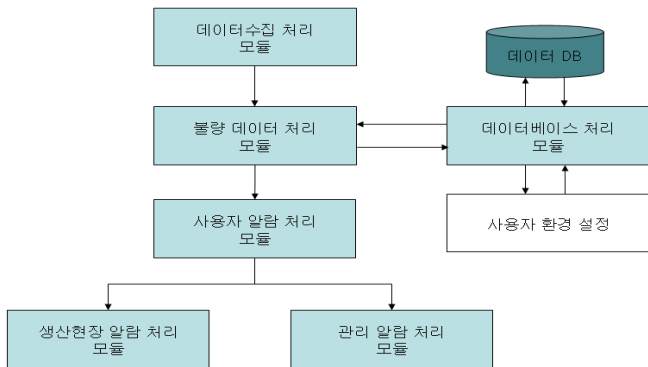 데이터수집 처리
모듈
데이터 DB
불량 데이터 처리
모듈
데이터베이스 처리
모듈
사용자 알람 처리
모듈
사용자 환경 설정
생산현장 알람 처리
모듈
관리 알람 처리
모듈